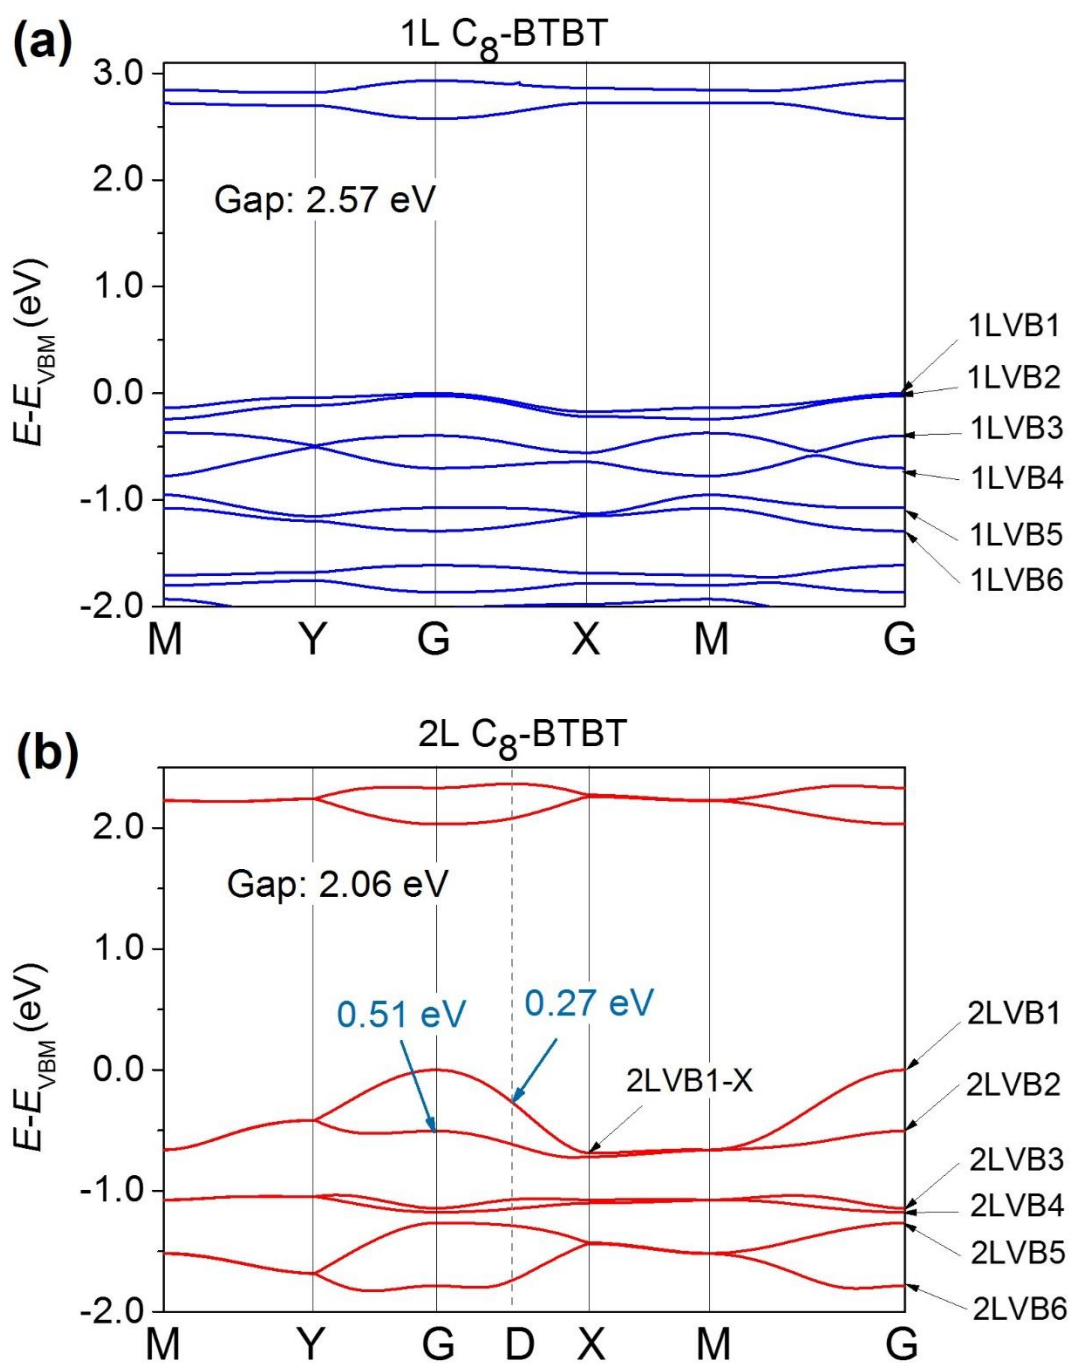 (a)
1L C8-BTBT
3.0
2.0
1.0
0.0
-1.0
-2.0
E-EVBM (eV)
Gap: 2.57 eV
1LVB1
1LVB2
1LVB3
1LVB4
1LVB5
1LVB6
M Y G X M G
(b)
2L C8-BTBT
2.0
1.0
0.0
-1.0
-2.0
E-EVBM (eV)
Gap: 2.06 eV
0.51 eV
0.27 eV
2LVB1-X
2LVB1
2LVB2
2LVB3
2LVB4
2LVB5
2LVB6
M Y G D X M G